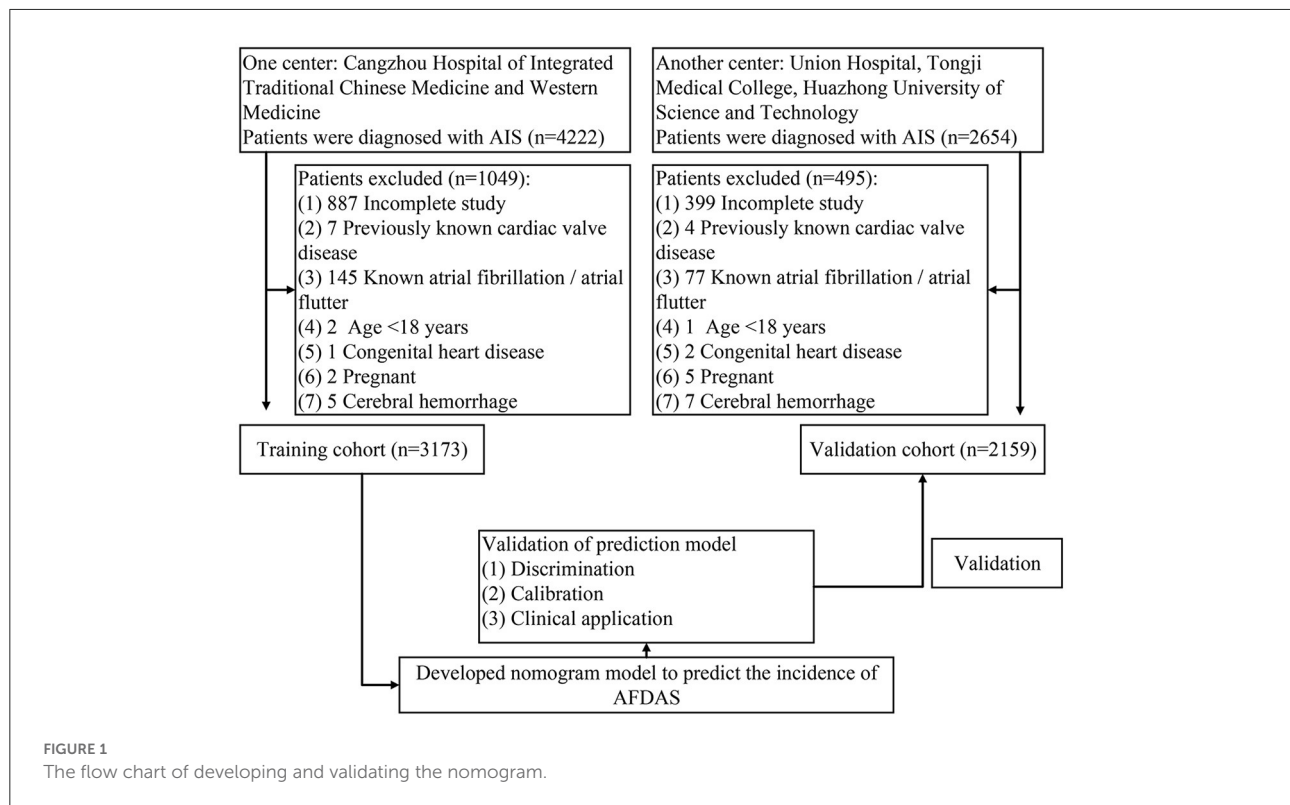 One center: Cangzhou Hospital of Integrated
Traditional Chinese Medicine and Western
Medicine
Patients were diagnosed with AIS (n=4222)
Another center: Union Hospital, Tongji
Medical College, Huazhong University of
Science and Technology
Patients were diagnosed with AIS (n=2654)
Patients excluded (n=1049):
(1) 887 Incomplete study
(2) 7 Previously known cardiac valve
disease
(3) 145 Known atrial fibrillation / atrial
flutter
(4) 2 Age <18 years
(5) 1 Congenital heart disease
(6) 2 Pregnant
(7) 5 Cerebral hemorrhage
Patients excluded (n=495):
(1) 399 Incomplete study
(2) 4 Previously known cardiac valve
disease
(3) 77 Known atrial fibrillation / atrial
flutter
(4) 1 Age <18 years
(5) 2 Congenital heart disease
(6) 5 Pregnant
(7) 7 Cerebral hemorrhage
Training cohort (n=3173)
Validation cohort (n=2159)
Validation of prediction model
(1) Discrimination
(2) Calibration
(3) Clinical application
Validation
Developed nomogram model to predict the incidence of
AFDAS
FIGURE 1
The flow chart of developing and validating the nomogram.